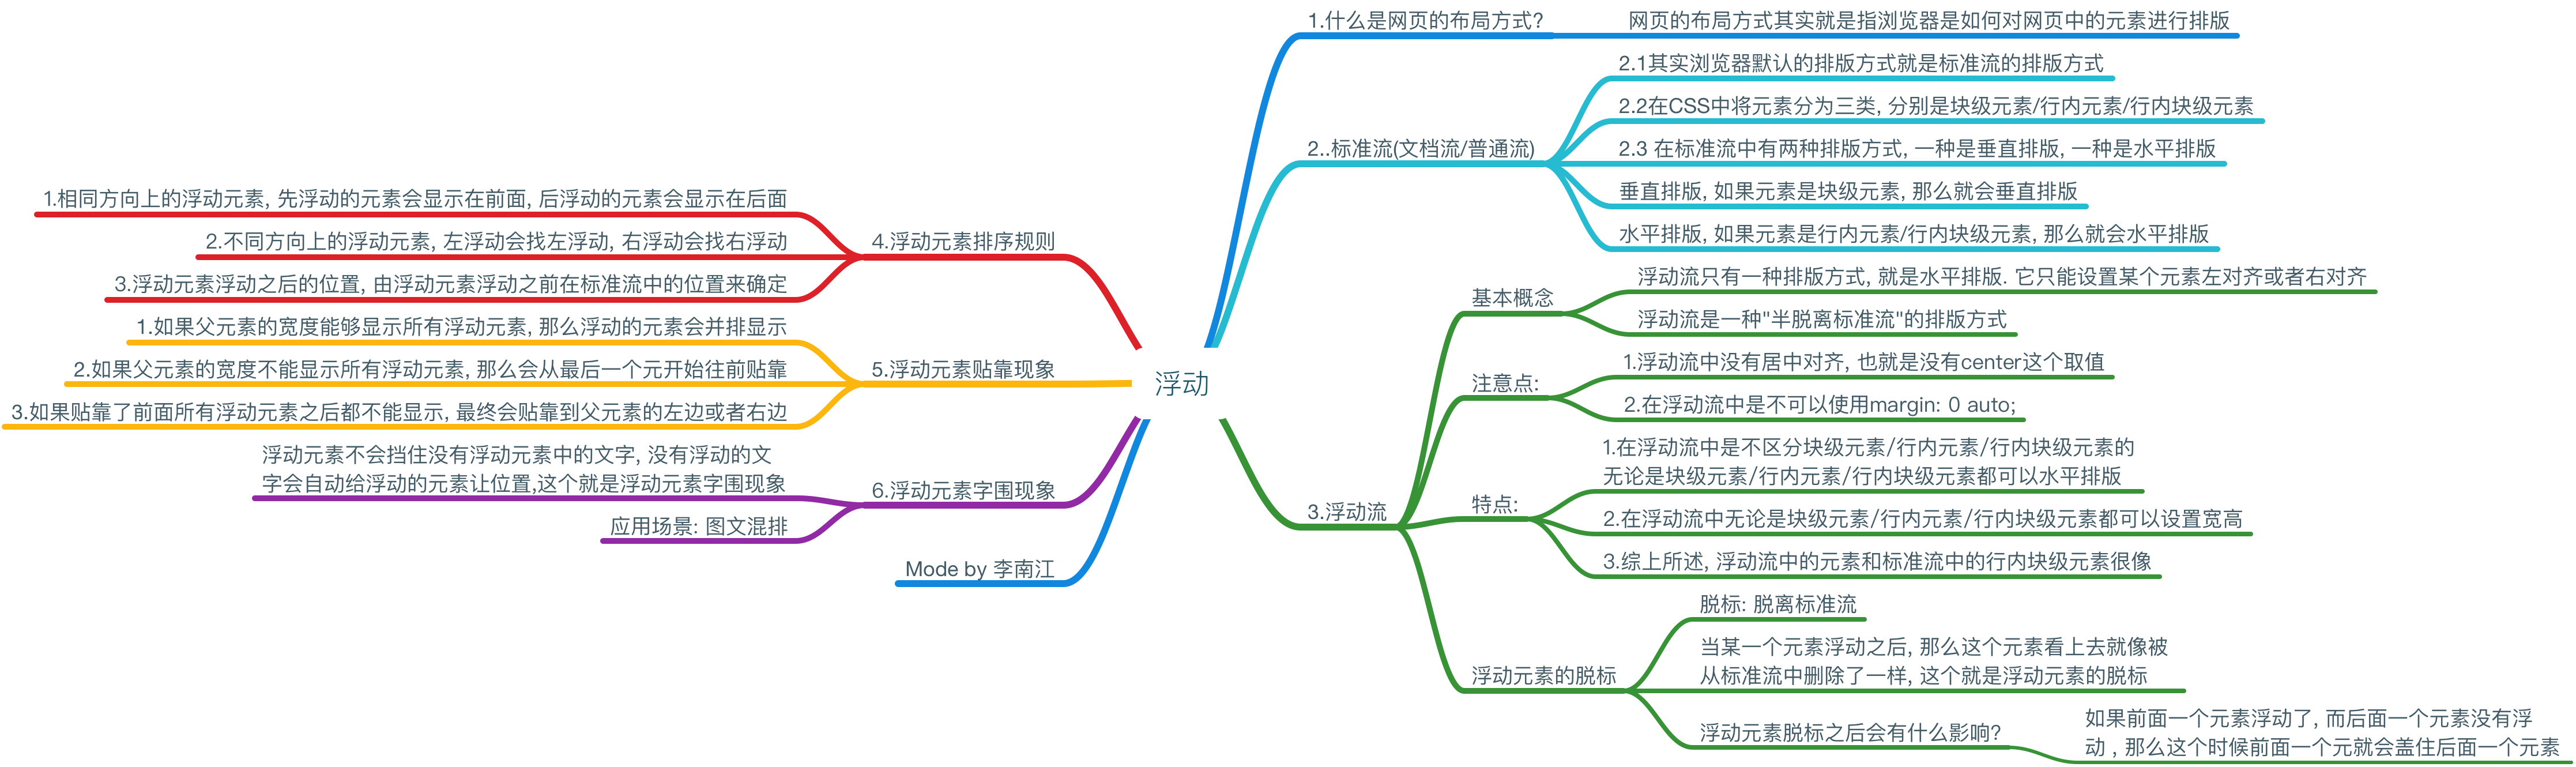 浮动
1.什么是网页的布局方式?
网页的布局方式其实就是指浏览器是如何对网页中的元素进行排版
2..标准流(文档流/普通流)
2.1其实浏览器默认的排版方式就是标准流的排版方式
2.2在CSS中将元素分为三类, 分别是块级元素/行内元素/行内块级元素
2.3 在标准流中有两种排版方式, 一种是垂直排版, 一种是水平排版
垂直排版, 如果元素是块级元素, 那么就会垂直排版
水平排版, 如果元素是行内元素/行内块级元素, 那么就会水平排版
3.浮动流
基本概念
浮动流只有一种排版方式, 就是水平排版. 它只能设置某个元素左对齐或者右对齐
浮动流是一种"半脱离标准流"的排版方式
注意点:
1.浮动流中没有居中对齐, 也就是没有center这个取值
2.在浮动流中是不可以使用margin: 0 auto;
特点:
1.在浮动流中是不区分块级元素/行内元素/行内块级元素的
无论是块级元素/行内元素/行内块级元素都可以水平排版
2.在浮动流中无论是块级元素/行内元素/行内块级元素都可以设置宽高
3.综上所述, 浮动流中的元素和标准流中的行内块级元素很像
浮动元素的脱标
脱标: 脱离标准流
当某一个元素浮动之后, 那么这个元素看上去就像被
从标准流中删除了一样, 这个就是浮动元素的脱标
浮动元素脱标之后会有什么影响?
如果前面一个元素浮动了, 而后面一个元素没有浮
动 , 那么这个时候前面一个元就会盖住后面一个元素
4.浮动元素排序规则
1.相同方向上的浮动元素, 先浮动的元素会显示在前面, 后浮动的元素会显示在后面
2.不同方向上的浮动元素, 左浮动会找左浮动, 右浮动会找右浮动
3.浮动元素浮动之后的位置, 由浮动元素浮动之前在标准流中的位置来确定
5.浮动元素贴靠现象
1.如果父元素的宽度能够显示所有浮动元素, 那么浮动的元素会并排显示
2.如果父元素的宽度不能显示所有浮动元素, 那么会从最后一个元开始往前贴靠
3.如果贴靠了前面所有浮动元素之后都不能显示, 最终会贴靠到父元素的左边或者右边
6.浮动元素字围现象
浮动元素不会挡住没有浮动元素中的文字, 没有浮动的文
字会自动给浮动的元素让位置,这个就是浮动元素字围现象
应用场景: 图文混排
Mode by 李南江